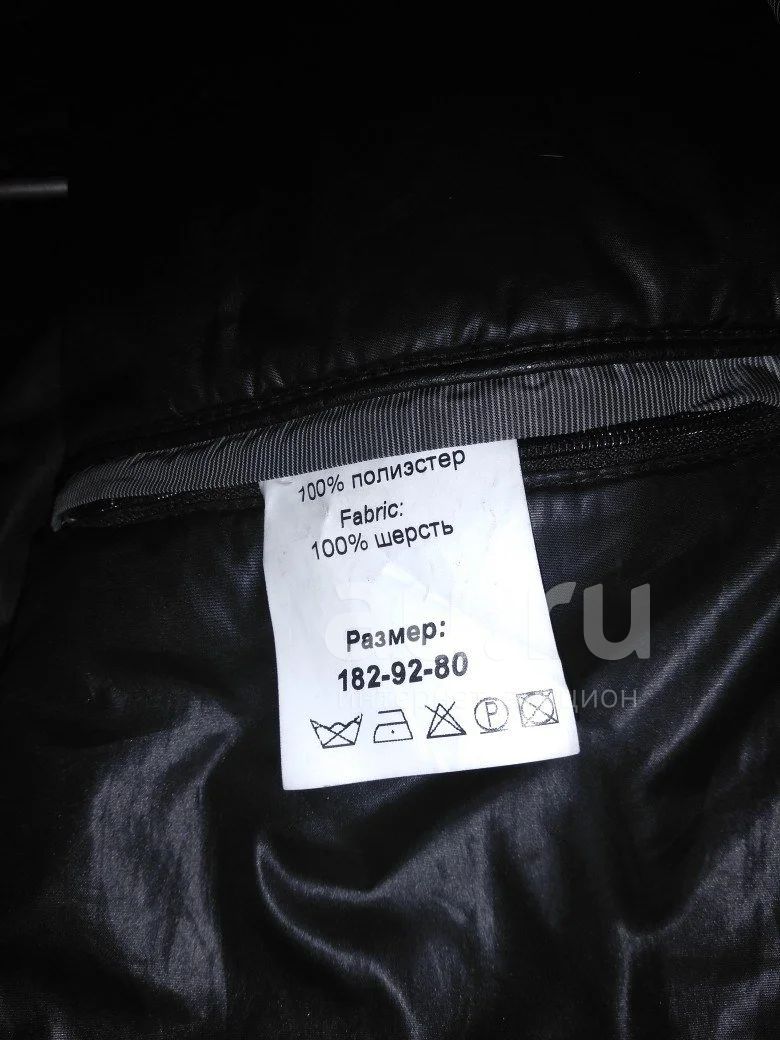 100% полиэстер
Fabric:
100% шерсть
Размер:
182-92-80
P